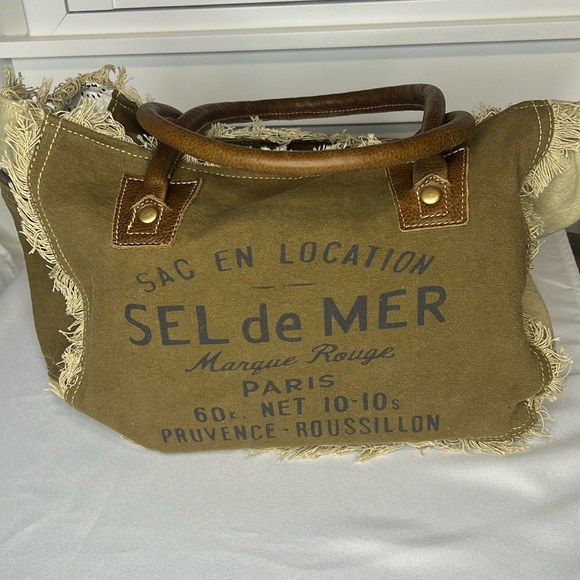 SAC EN LOCATION
SEL de MER
Marque Rouge
PARIS
60K. NET 10-10s
PRUVENCE-ROUSSILLON